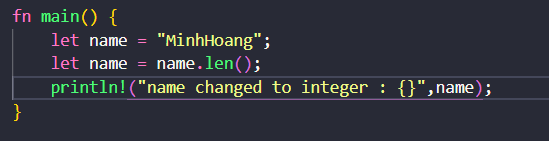 fn main() {
    let name = "MinhHoang";
    let name = name.len();
    println!("name changed to integer : {}",name);
}